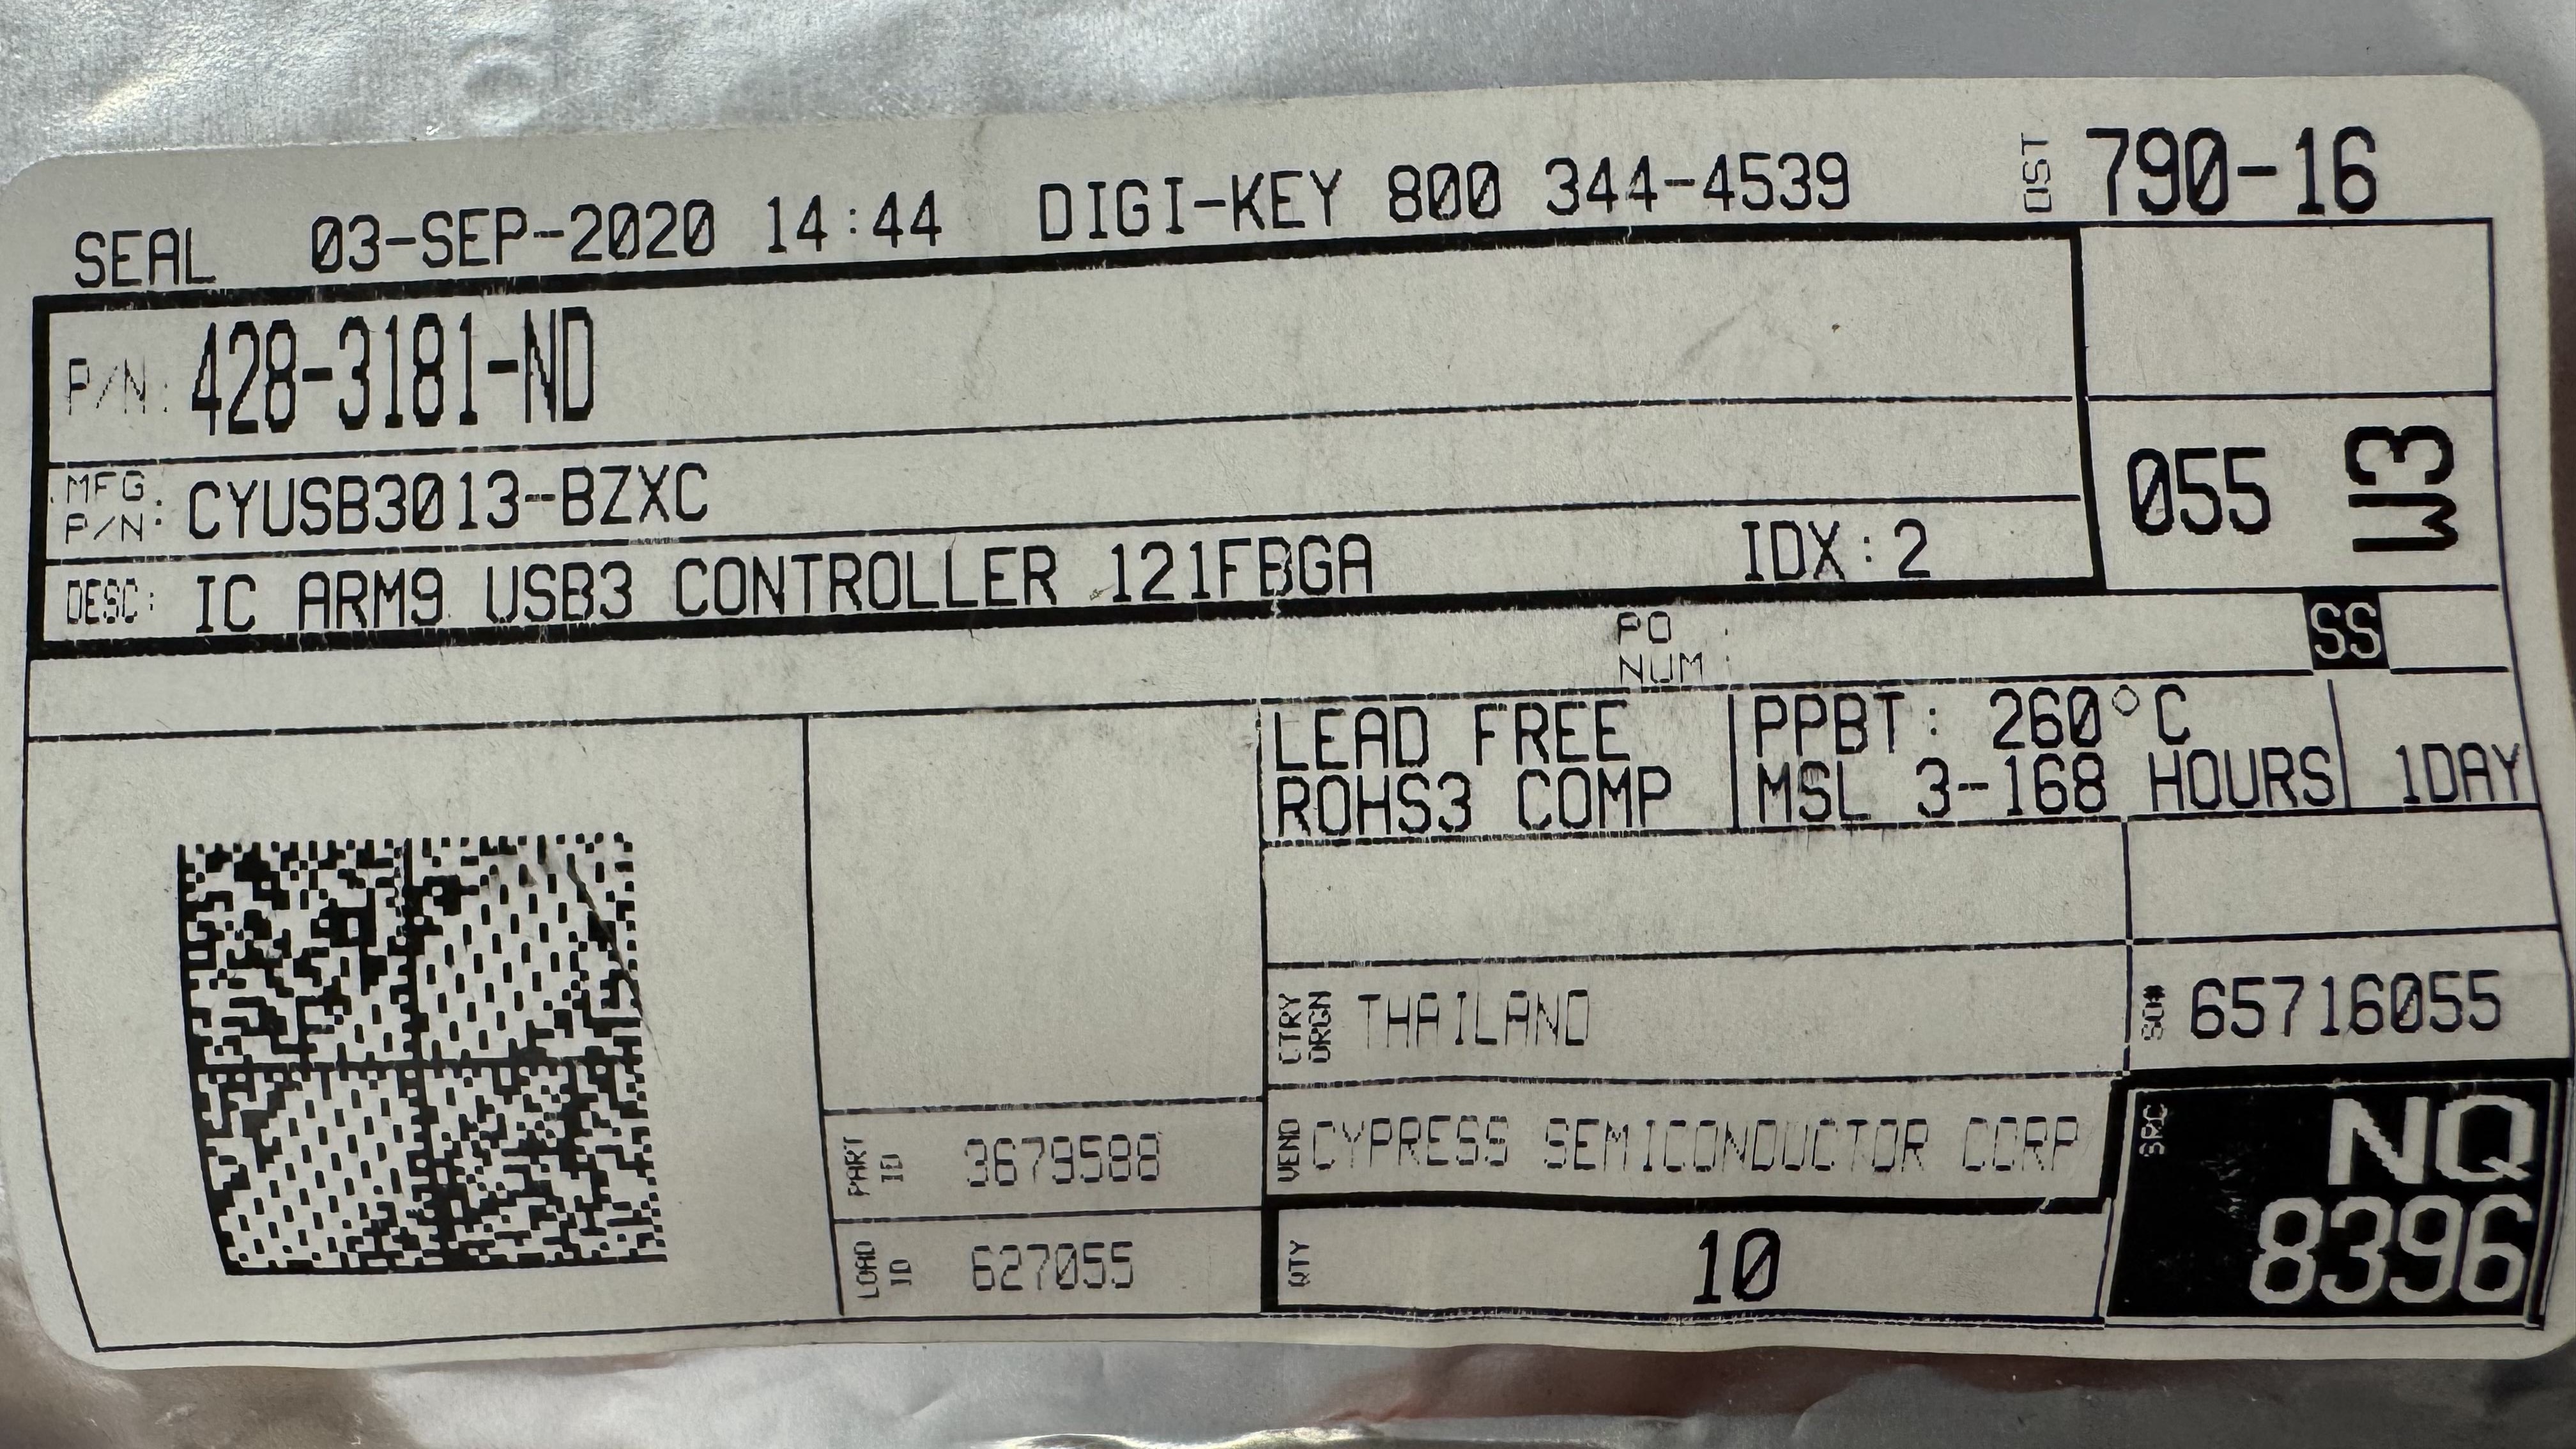 SEAL 03-SEP-2020 14:44 DIGI-KEY 800 344-4539 DIST 790-16
P/N: 428-3181-ND
MFG P/N: CYUSB3013-BZXC
055 W3
DESC: IC ARM9 USB3 CONTROLLER 121FBGA IDX:2
PO NUM :
SS
LEAD FREE PPBT: 260°C
ROHS3 COMP MSL 3-168 HOURS 1DAY
CTRY ORGN THAILAND
SO# 65716055
PART ID 3679588
VEND CYPRESS SEMICONDUCTOR CORP
SRC NQ
8396
LOAD ID 627055
QTY 10